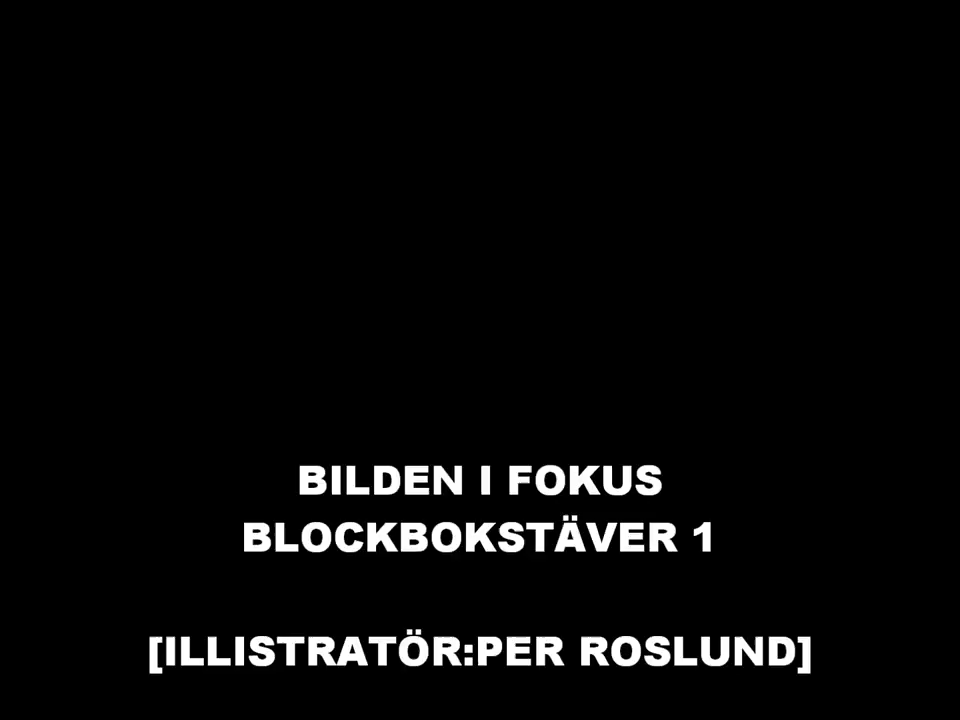 BILDEN I FOKUS
BLOCKBOKSTÄVER 1
[ILLISTRATÖR:PER ROSLUND]